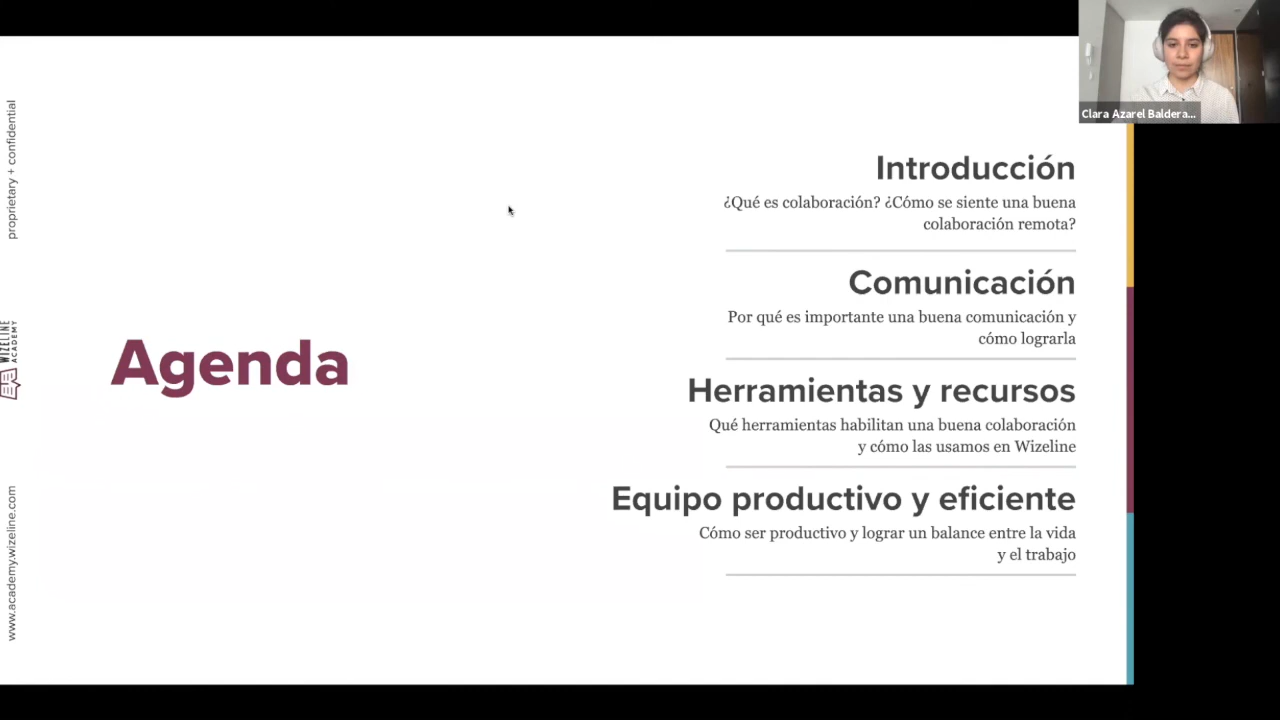 proprietary + confidential
WIZELINE
ACADEMY
www.academy.wizeline.com
Agenda
Introducción
¿Qué es colaboración? ¿Cómo se siente una buena
colaboración remota?
Comunicación
Por qué es importante una buena comunicación y
cómo lograrla
Herramientas y recursos
Qué herramientas habilitan una buena colaboración
y cómo las usamos en Wizeline
Equipo productivo y eficiente
Cómo ser productivo y lograr un balance entre la vida
y el trabajo
Clara Azarel Baldera...